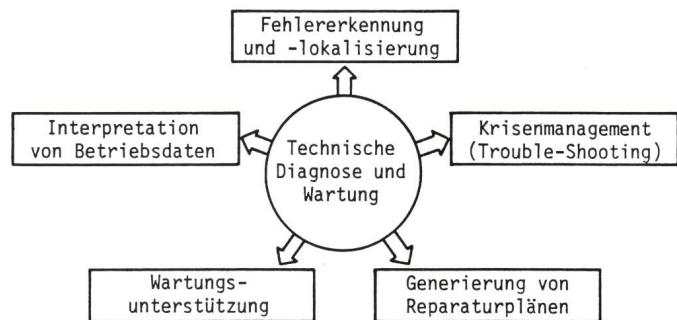 Fehlererkennung
und -lokalisierung
Interpretation
von Betriebsdaten
Technische
Diagnose und
Wartung
Krisenmanagement
(Trouble-Shooting)
Wartungs-
unterstützung
Generierung von
Reparaturplänen